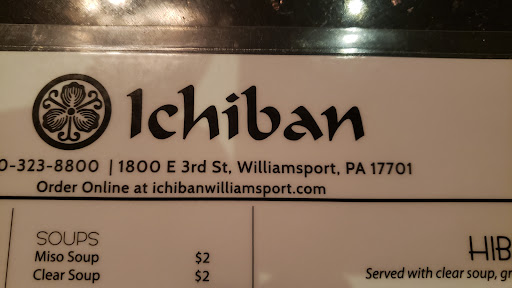 Ichiban
0-323-8800 | 1800 E 3rd St, Williamsport, PA 17701
Order Online at ichibanwilliamsport.com
SOUPS
Miso Soup $2
Clear Soup $2
HIB
Served with clear soup, gr